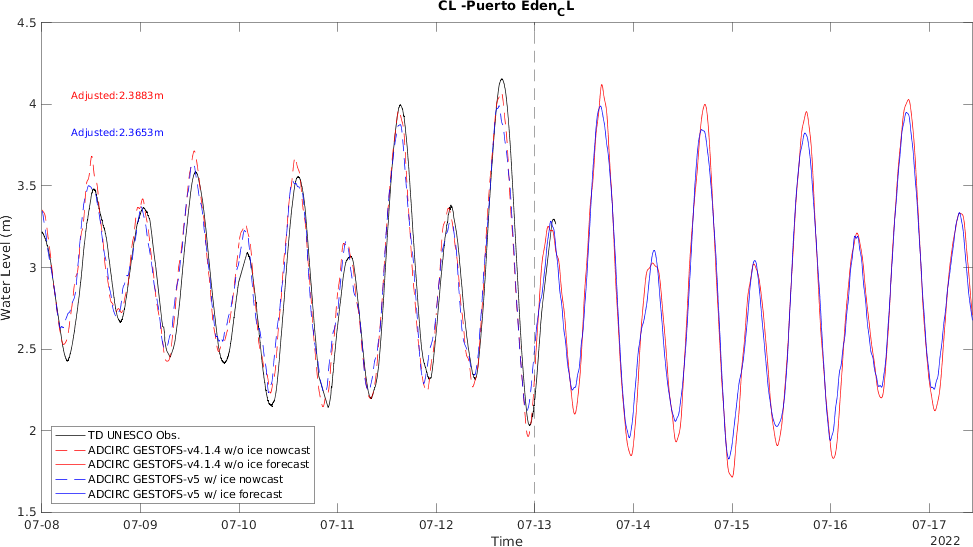 CL -Puerto Eden_CL
4.5
4
3.5
3
2.5
2
1.5
Water Level (m)
Adjusted:2.3883m
Adjusted:2.3653m
TD UNESCO Obs.
ADCIRC GESTOFS-v4.1.4 w/o ice nowcast
ADCIRC GESTOFS-v4.1.4 w/o ice forecast
ADCIRC GESTOFS-v5 w/ ice nowcast
ADCIRC GESTOFS-v5 w/ ice forecast
07-08 07-09 07-10 07-11 07-12 07-13 07-14 07-15 07-16 07-17
Time
2022